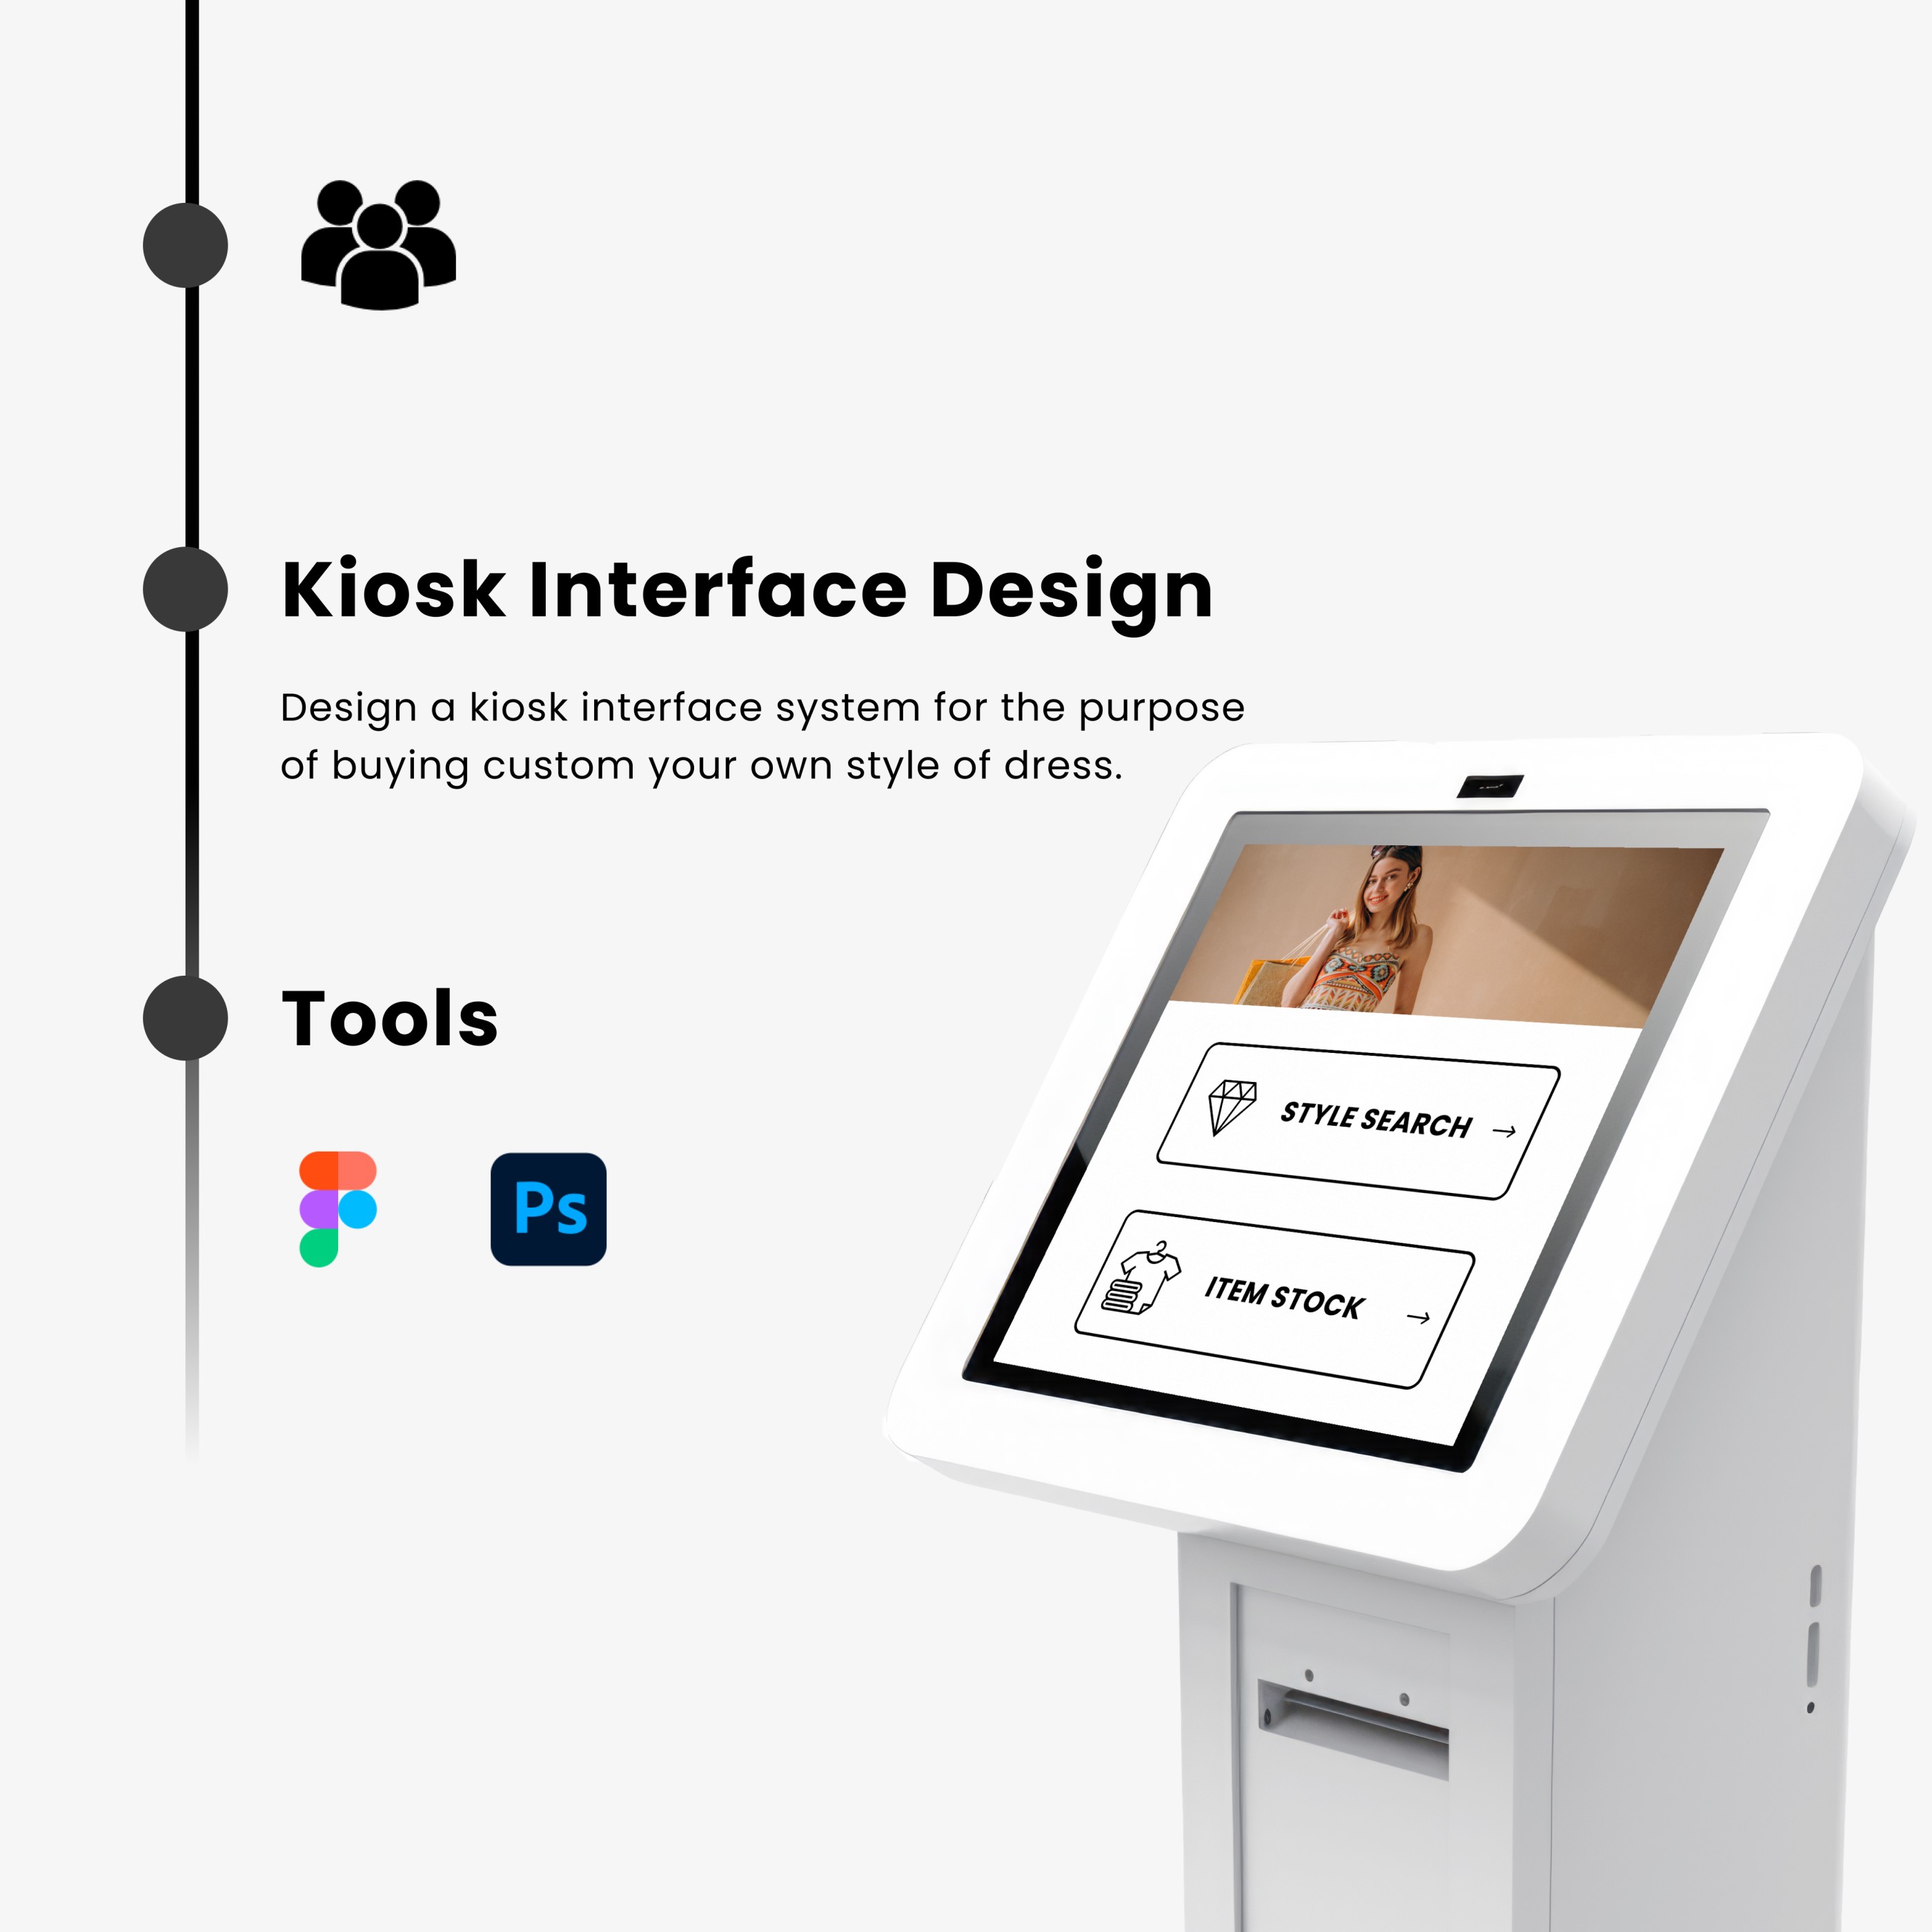 Kiosk Interface Design
Design a kiosk interface system for the purpose
of buying custom your own style of dress.
Tools
Ps
STYLE SEARCH →
ITEM STOCK →